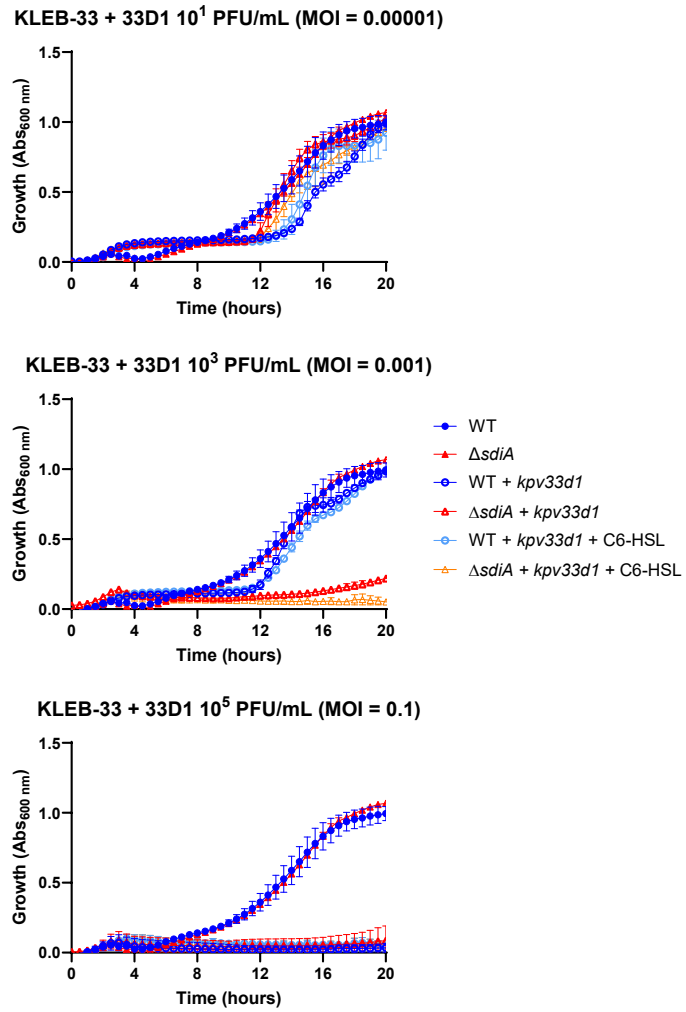 KLEB-33 + 33D1 10¹ PFU/mL (MOI = 0.00001)
Growth (Abs600 nm)
1.5
1.0
0.5
0.0
0 4 8 12 16 20
Time (hours)
KLEB-33 + 33D1 10³ PFU/mL (MOI = 0.001)
Growth (Abs600 nm)
1.5
1.0
0.5
0.0
0 4 8 12 16 20
Time (hours)
WT
ΔsdiA
WT + kpv33d1
ΔsdiA + kpv33d1
WT + kpv33d1 + C6-HSL
ΔsdiA + kpv33d1 + C6-HSL
KLEB-33 + 33D1 10⁵ PFU/mL (MOI = 0.1)
Growth (Abs600 nm)
1.5
1.0
0.5
0.0
0 4 8 12 16 20
Time (hours)